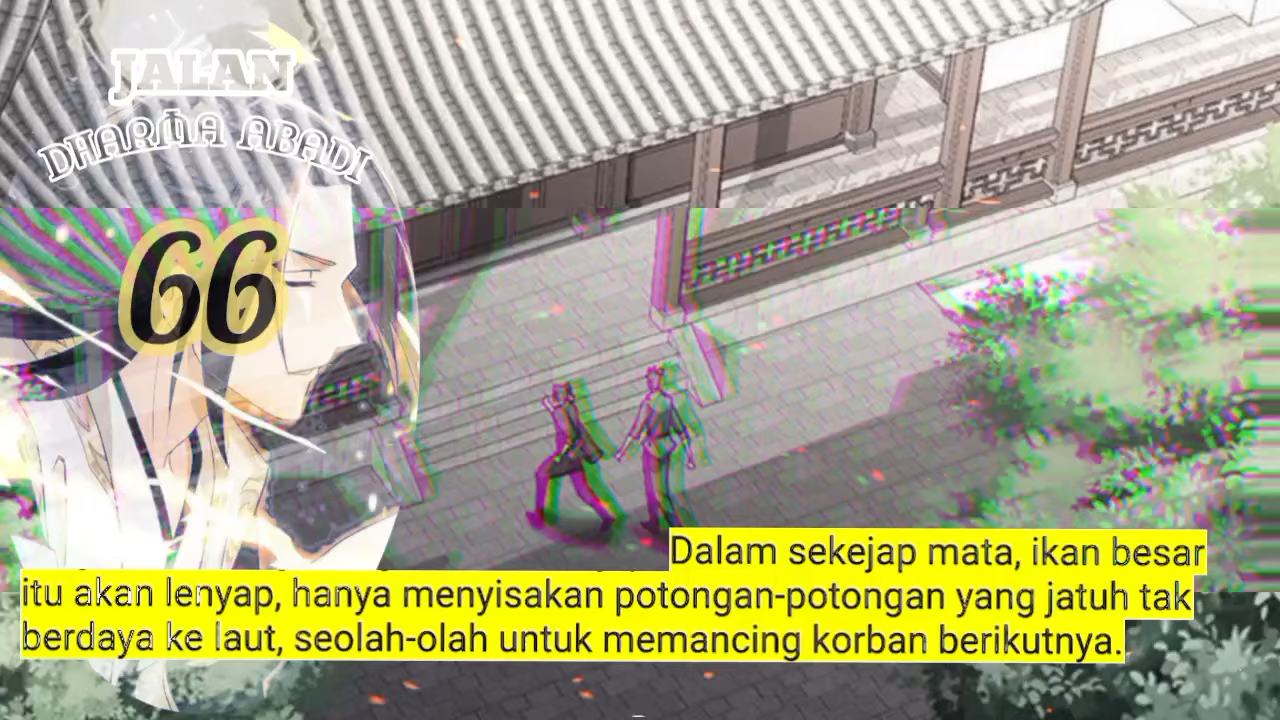 JALAN
DHARMA ABADI
66
Dalam sekejap mata, ikan besar
itu akan lenyap, hanya menyisakan potongan-potongan yang jatuh tak
berdaya ke laut, seolah-olah untuk memancing korban berikutnya.